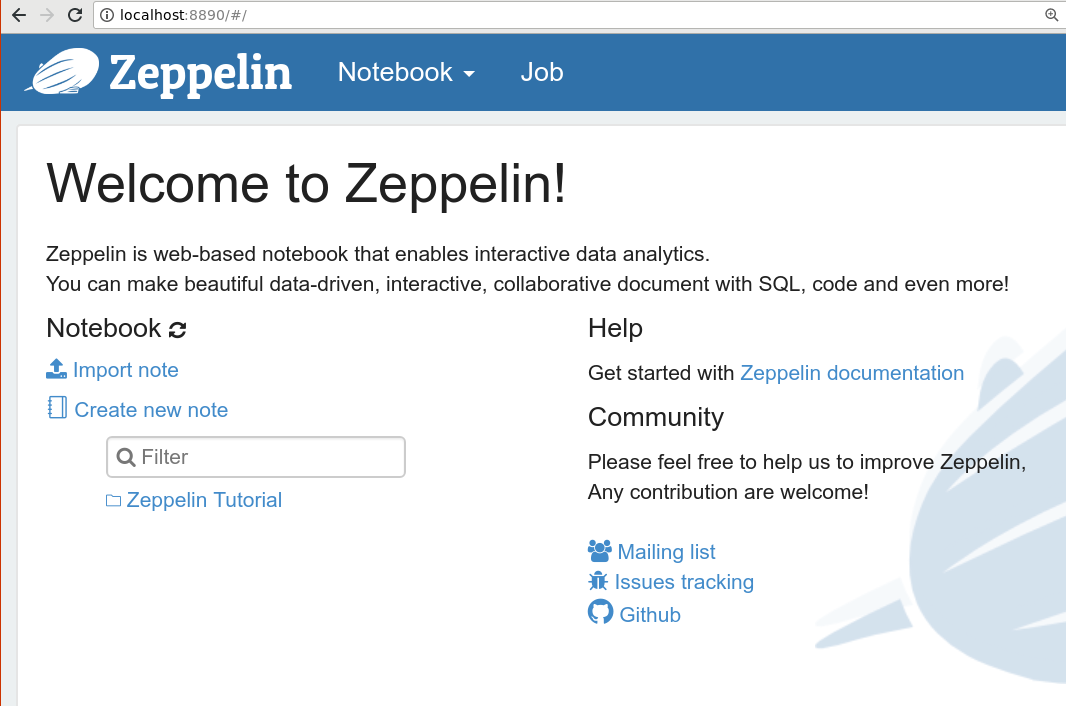 localhost:8890/#/
Zeppelin Notebook Job
Welcome to Zeppelin!
Zeppelin is web-based notebook that enables interactive data analytics.
You can make beautiful data-driven, interactive, collaborative document with SQL, code and even more!
Notebook
Import note
Create new note
Filter
Zeppelin Tutorial
Help
Get started with Zeppelin documentation
Community
Please feel free to help us to improve Zeppelin,
Any contribution are welcome!
Mailing list
Issues tracking
Github